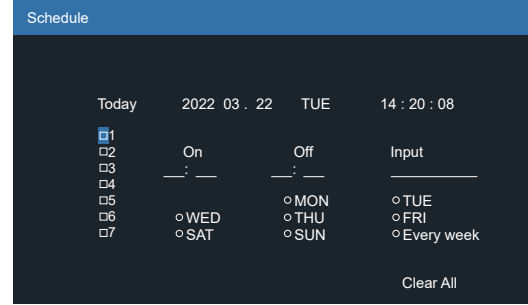 Schedule
Today 2022 03 . 22 TUE 14 : 20 : 08
1
2 On Off Input
3 __:__ __:__ ________
4
5 MON TUE
6 WED THU FRI
7 SAT SUN Every week
Clear All